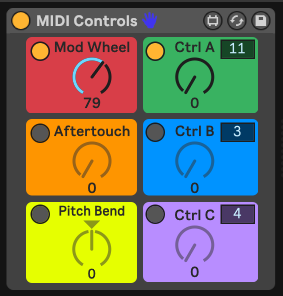 MIDI Controls
Mod Wheel
79
Ctrl A 11
0
Aftertouch
0
Ctrl B 3
0
Pitch Bend
0
Ctrl C 4
0